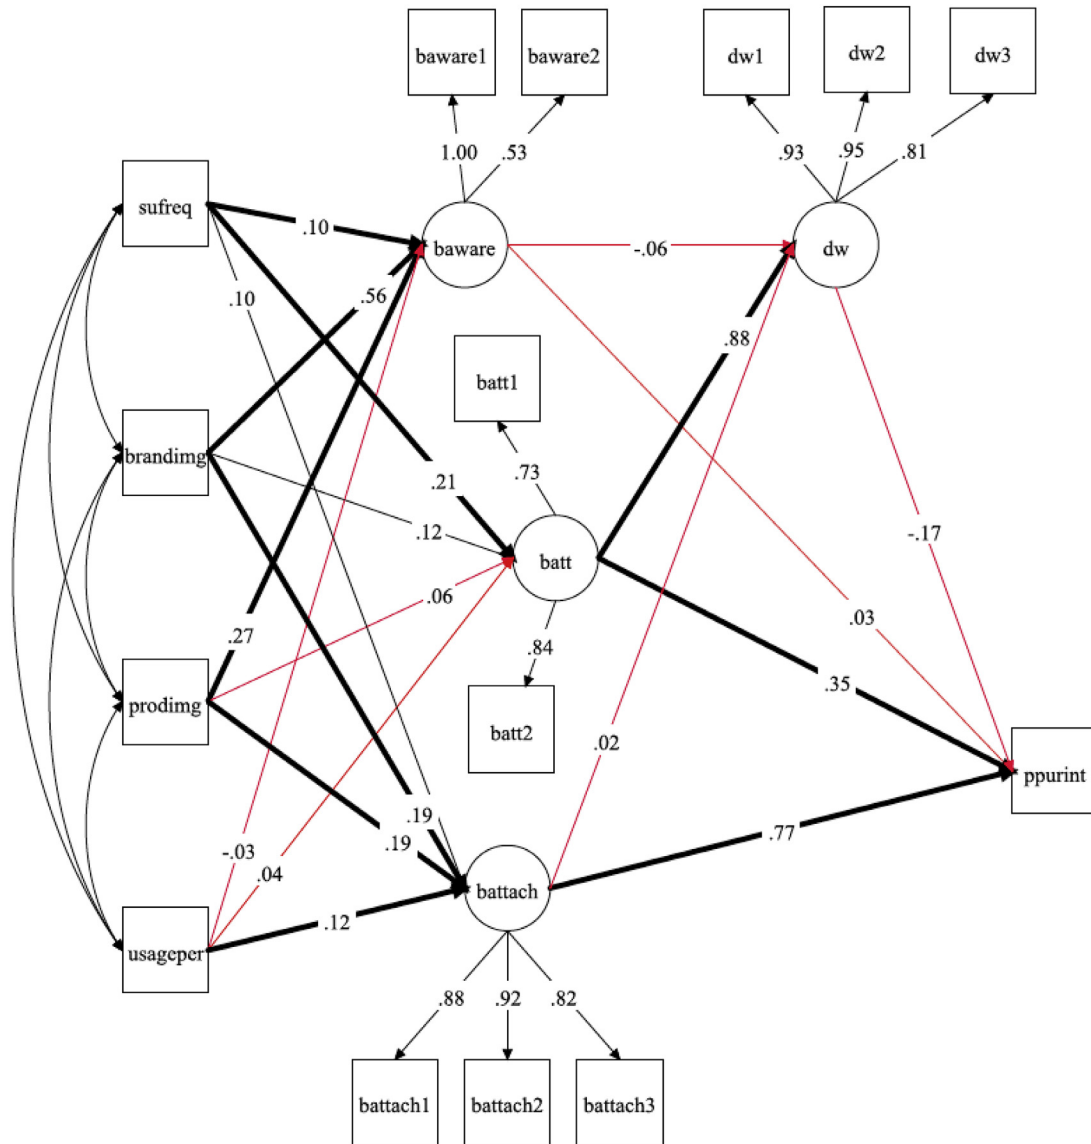 baware1
baware2
dw1
dw2
dw3
1.00
.53
.93
.95
.81
sufreq
.10
baware
-.06
dw
.10
.56
.88
batt1
brandimg
.73
.21
.12
-.17
batt
.06
.03
.27
.84
.35
prodimg
batt2
.02
ppurint
.19
.77
.19
-.03
.04
battach
.12
usageper
.88
.92
.82
battach1
battach2
battach3